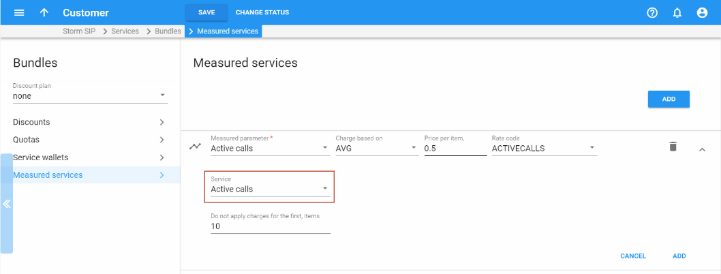 Customer
SAVE
CHANGE STATUS
Storm SIP > Services > Bundles > Measured services
Bundles
Discount plan
none
Discounts
Quotas
Service wallets
Measured services
Measured services
ADD
Measured parameter *
Active calls
Charge based on
AVG
Price per item,
0.5
Rate code
ACTIVECALLS
Service
Active calls
Do not apply charges for the first, items
10
CANCEL
ADD